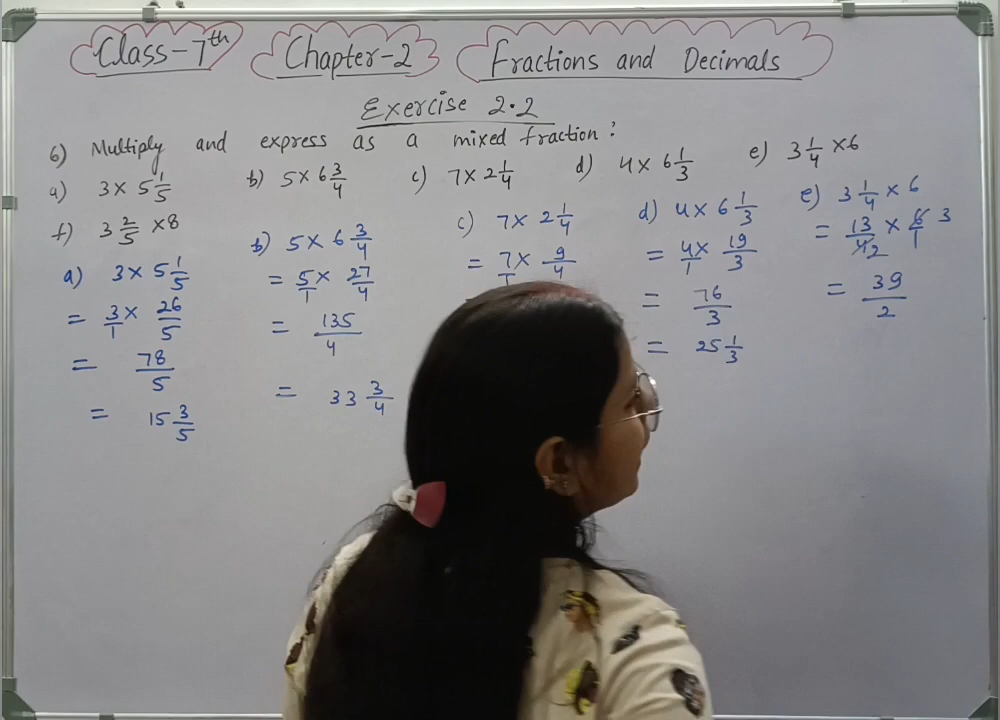 Class-7th Chapter-2 Fractions and Decimals
Exercise 2.2
6) Multiply and express as a mixed fraction:
a) 3 × 5 1/5 b) 5 × 6 3/4 c) 7 × 2 1/4 d) 4 × 6 1/3 e) 3 1/4 × 6
f) 3 2/5 × 8
a) 3 × 5 1/5
= 3/1 × 26/5
= 78/5
= 15 3/5
b) 5 × 6 3/4
= 5/1 × 27/4
= 135/4
= 33 3/4
c) 7 × 2 1/4
= 7/1 × 9/4
d) 4 × 6 1/3
= 4/1 × 19/3
= 76/3
= 25 1/3
e) 3 1/4 × 6
= 13/4 2 × 6/1 3
= 39/2